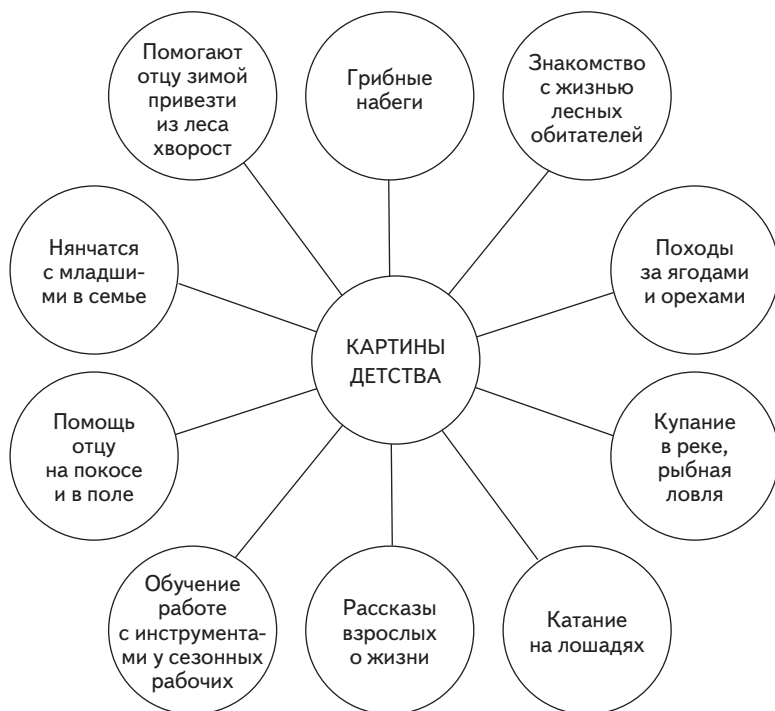 Помогают
отцу зимой
привезти
из леса
хворост
Грибные
набеги
Знакомство
с жизнью
лесных
обитателей
Нянчатся
с младши-
ми в семье
Походы
за ягодами
и орехами
КАРТИНЫ
ДЕТСТВА
Помощь
отцу
на покосе
и в поле
Купание
в реке,
рыбная
ловля
Обучение
работе
с инструмента-
ми у сезонных
рабочих
Рассказы
взрослых
о жизни
Катание
на лошадях